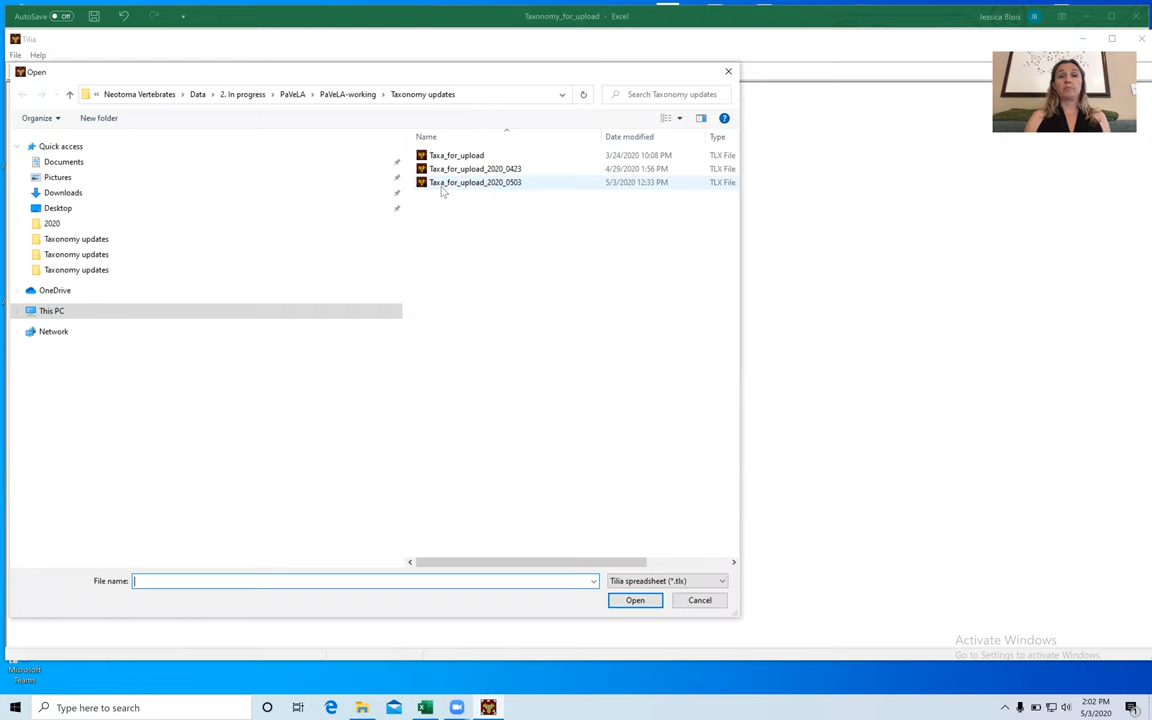 AutoSave Off
Taxonomy_for_upload - Excel
Jessica Blois JB
Tilia
File Help
Open
« Neotoma Vertebrates > Data > 2. In progress > PaVeLA > PaVeLA-working > Taxonomy updates
Search Taxonomy updates
Organize New folder
Name Date modified Type
Quick access
Documents
Pictures
Downloads
Desktop
2020
Taxonomy updates
Taxonomy updates
Taxonomy updates
OneDrive
This PC
Network
Taxa_for_upload 3/24/2020 10:08 PM TLX File
Taxa_for_upload_2020_0423 4/29/2020 1:56 PM TLX File
Taxa_for_upload_2020_0503 5/3/2020 12:33 PM TLX File
File name: Tilia spreadsheet (*.tlx)
Open Cancel
Activate Windows
Go to Settings to activate Windows.
Microsoft
Teams
Type here to search
2:02 PM
5/3/2020